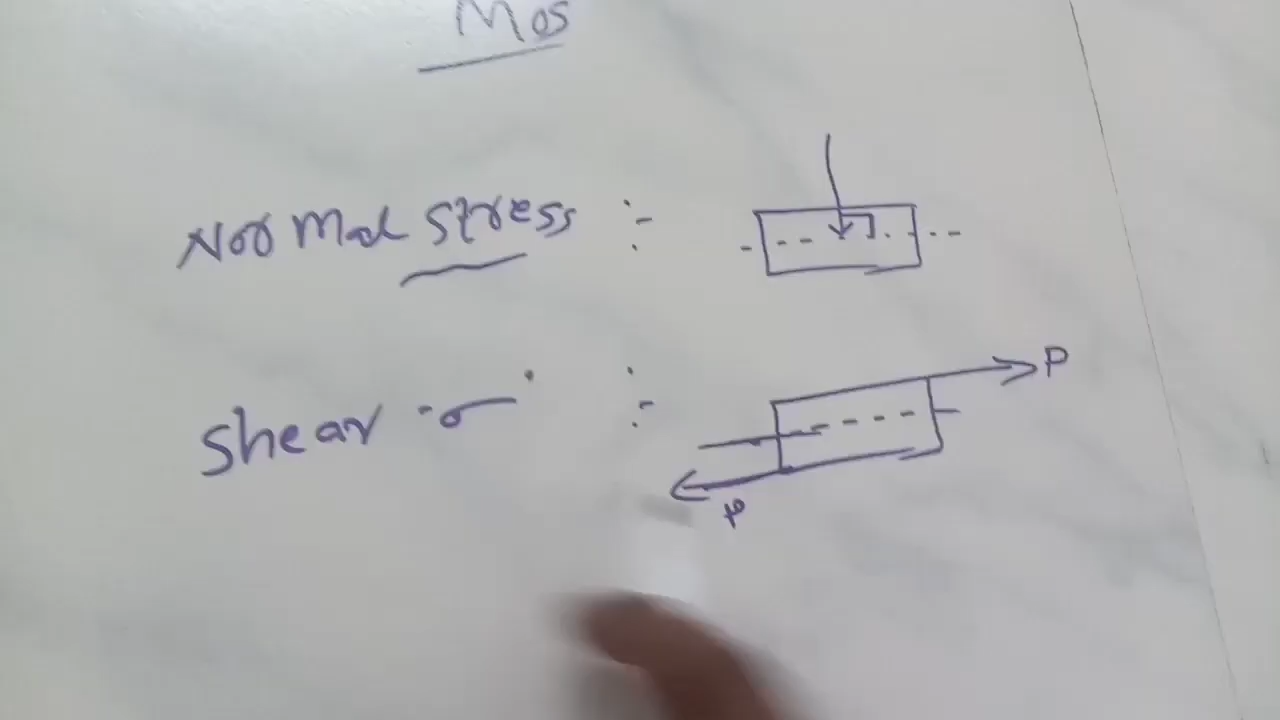 Mos
Normal stress :-
P
Shear -σ- :-
P